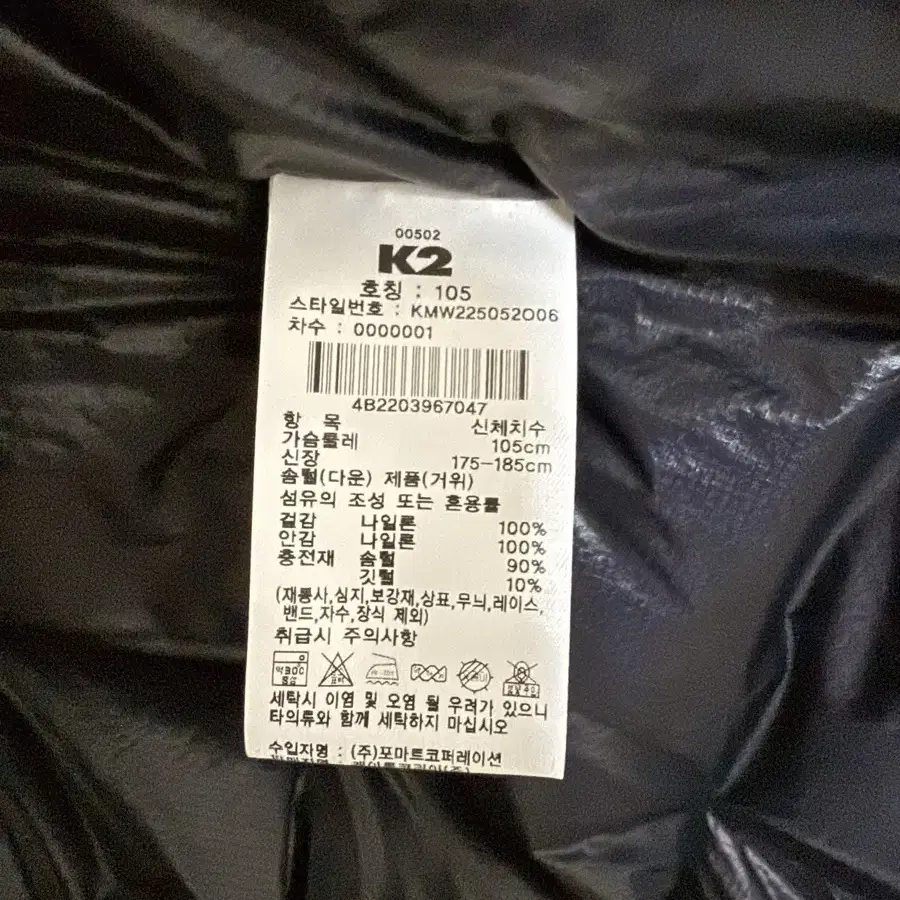 00502
K2
호칭 : 105
스타일번호 : KMW225052O06
차수 : 0000001
4B2203967047
항 목 신체치수
가슴둘레 105cm
신장 175-185cm
솜털(다운) 제품(거위)
섬유의 조성 또는 혼용률
겉감 나일론 100%
안감 나일론 100%
충전재 솜털 90%
깃털 10%
(재봉사,심지,보강재,상표,무늬,레이스,
밴드,자수,장식 제외)
취급시 주의사항
약30℃
중성
세탁시 이염 및 오염 될 우려가 있으니
타의류와 함께 세탁하지 마십시오
수입자명 : (주)포마트코퍼레이션